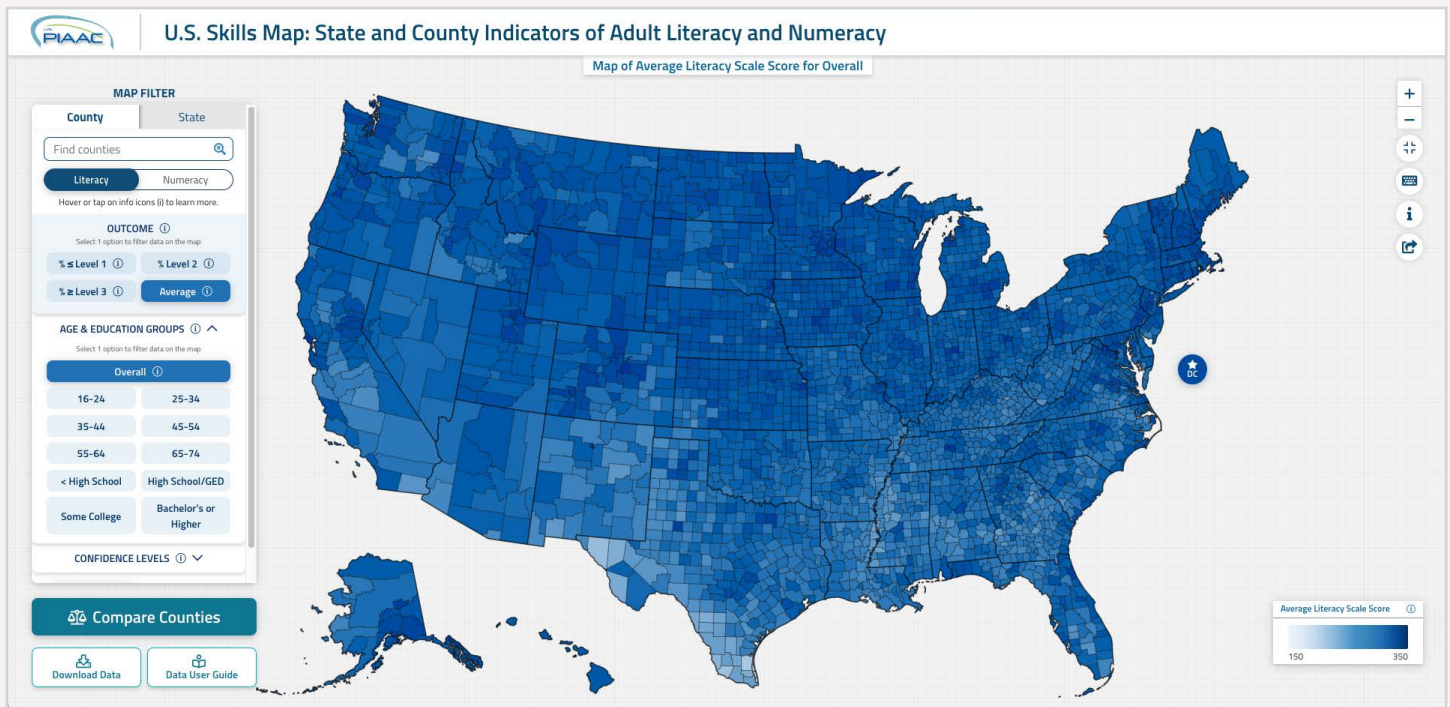 PIAAC
U.S. Skills Map: State and County Indicators of Adult Literacy and Numeracy
Map of Average Literacy Scale Score for Overall
MAP FILTER
County
State
Find counties
Literacy
Numeracy
Hover or tap on info icons (i) to learn more.
OUTCOME
Select 1 option to filter data on the map
% ≤ Level 1
% Level 2
% ≥ Level 3
Average
AGE & EDUCATION GROUPS
Select 1 option to filter data on the map
Overall
16-24
25-34
35-44
45-54
55-64
65-74
< High School
High School/GED
Some College
Bachelor's or
Higher
CONFIDENCE LEVELS
Compare Counties
Download Data
Data User Guide
DC
Average Literacy Scale Score
150
350